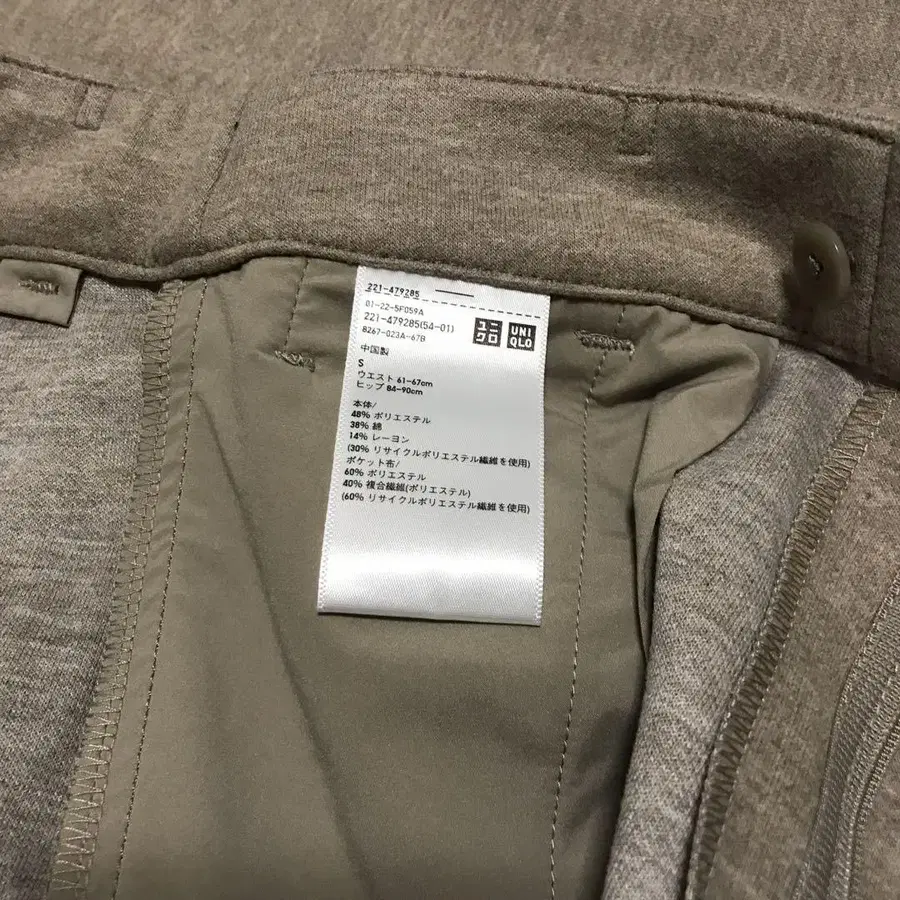 221-479285
01-22-5F059A
221-479285(54-01)
8267-023A-67B
ユニクロ
UNIQLO
中国製
S
ウエスト 61-67cm
ヒップ 84-90cm
本体/
48% ポリエステル
38% 綿
14% レーヨン
(30% リサイクルポリエステル繊維を使用)
ポケット布/
60% ポリエステル
40% 複合繊維(ポリエステル)
(60% リサイクルポリエステル繊維を使用)